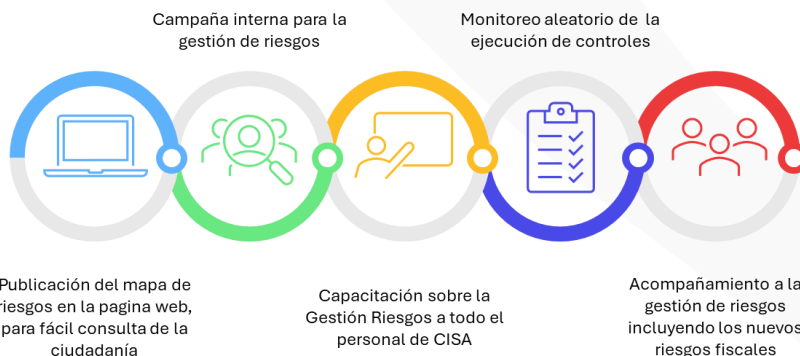 Campaña interna para la
gestión de riesgos
Monitoreo aleatorio de la
ejecución de controles
Publicación del mapa de
riesgos en la pagina web,
para fácil consulta de la
ciudadanía
Capacitación sobre la
Gestión Riesgos a todo el
personal de CISA
Acompañamiento a la
gestión de riesgos
incluyendo los nuevos
riesgos fiscales